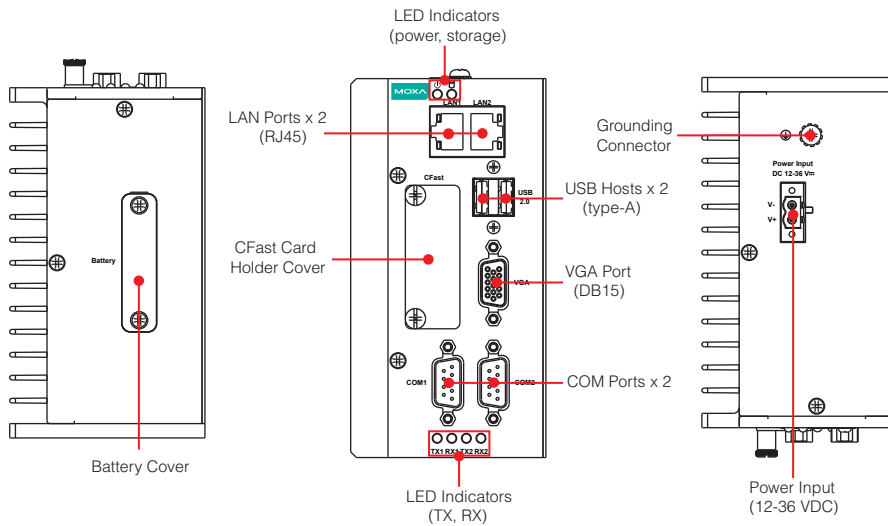 LED Indicators
(power, storage)
MOXA
LAN1 LAN2
LAN Ports x 2
(RJ45)
Grounding
Connector
Power Input
DC 12-36 V
CFast
USB
2.0
USB Hosts x 2
(type-A)
V-
V+
CFast Card
Holder Cover
Battery
VGA
VGA Port
(DB15)
COM1
COM2
COM Ports x 2
TX1 RX1 TX2 RX2
Battery Cover
LED Indicators
(TX, RX)
Power Input
(12-36 VDC)